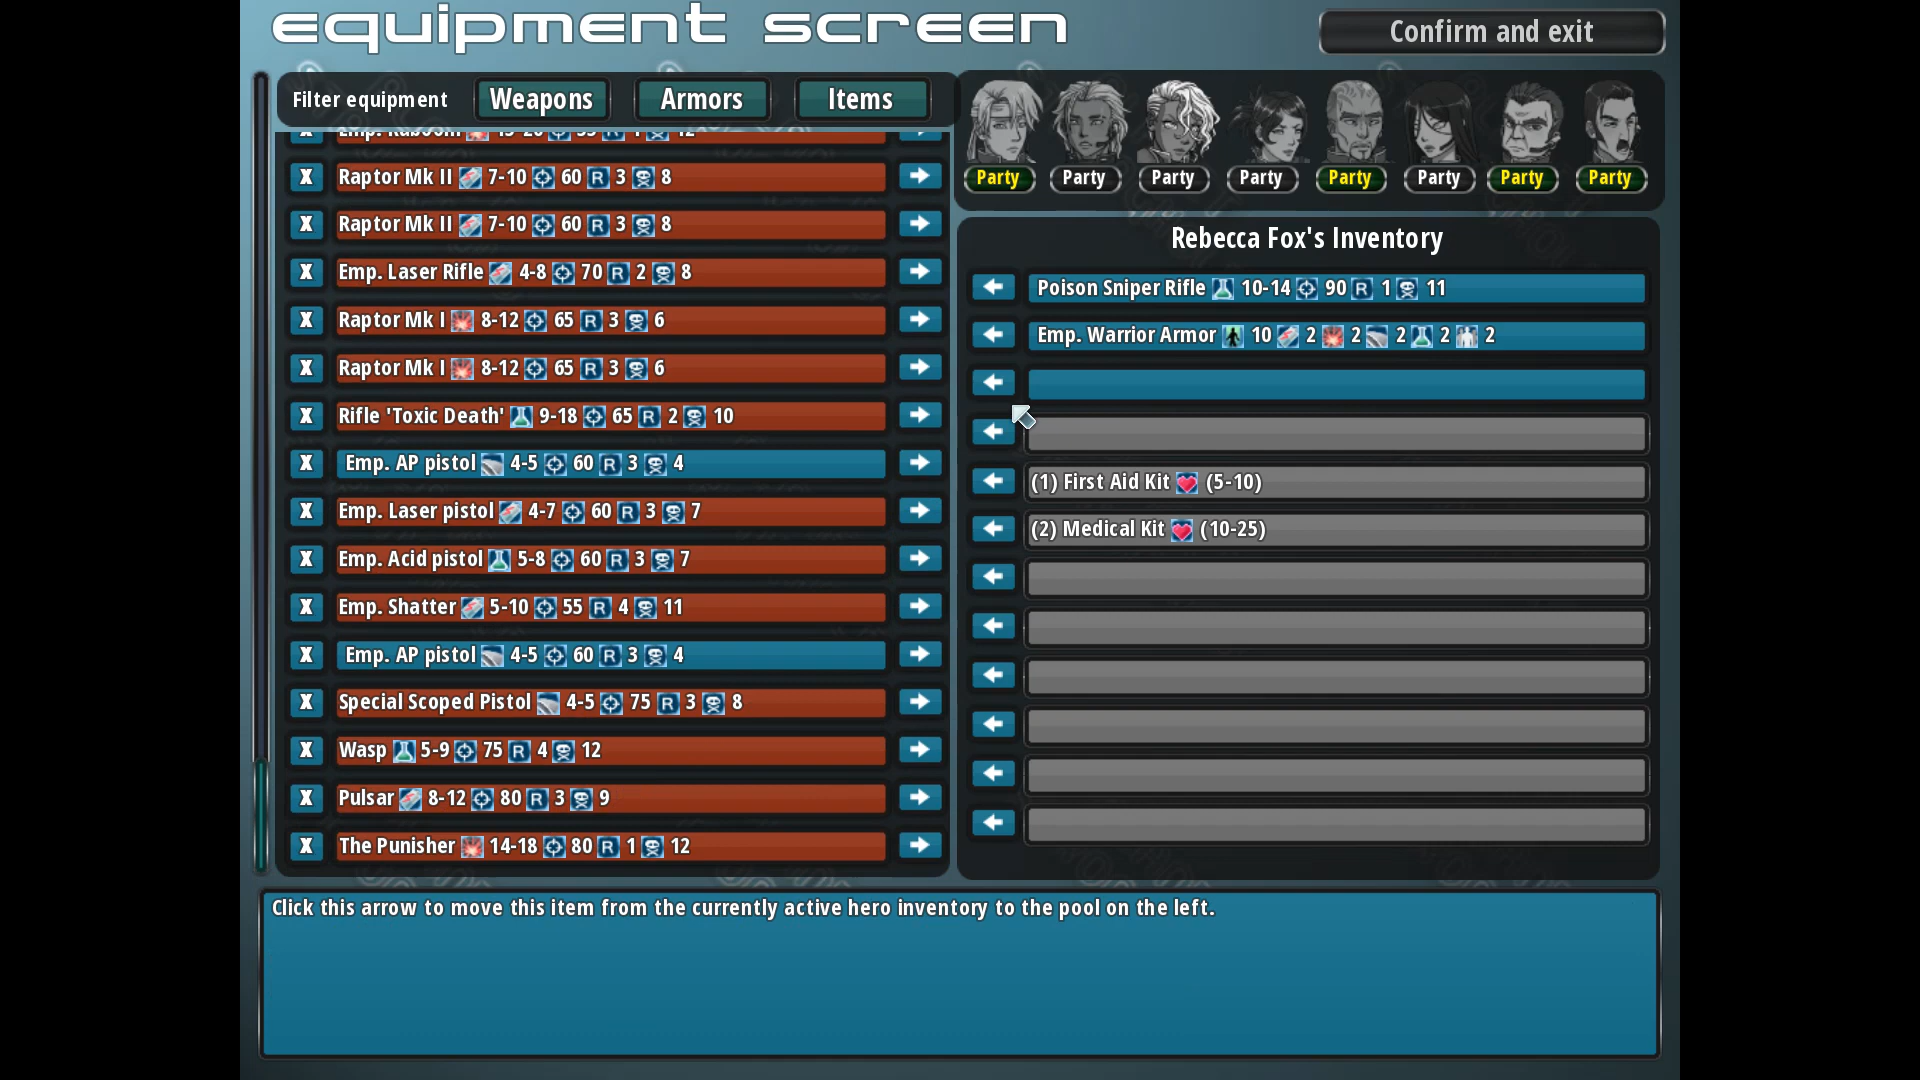 equipment screen
Confirm and exit
Filter equipment Weapons Armors Items
Party Party Party Party Party Party Party Party
Emp. Kaboom 15-20 55 R 1 12
X Raptor Mk II 7-10 60 R 3 8
X Raptor Mk II 7-10 60 R 3 8
X Emp. Laser Rifle 4-8 70 R 2 8
X Raptor Mk I 8-12 65 R 3 6
X Raptor Mk I 8-12 65 R 3 6
X Rifle 'Toxic Death' 9-18 65 R 2 10
X Emp. AP pistol 4-5 60 R 3 4
X Emp. Laser pistol 4-7 60 R 3 7
X Emp. Acid pistol 5-8 60 R 3 7
X Emp. Shatter 5-10 55 R 4 11
X Emp. AP pistol 4-5 60 R 3 4
X Special Scoped Pistol 4-5 75 R 3 8
X Wasp 5-9 75 R 4 12
X Pulsar 8-12 80 R 3 9
X The Punisher 14-18 80 R 1 12
Rebecca Fox's Inventory
Poison Sniper Rifle 10-14 90 R 1 11
Emp. Warrior Armor 10 2 2 2 2 2
(1) First Aid Kit (5-10)
(2) Medical Kit (10-25)
Click this arrow to move this item from the currently active hero inventory to the pool on the left.